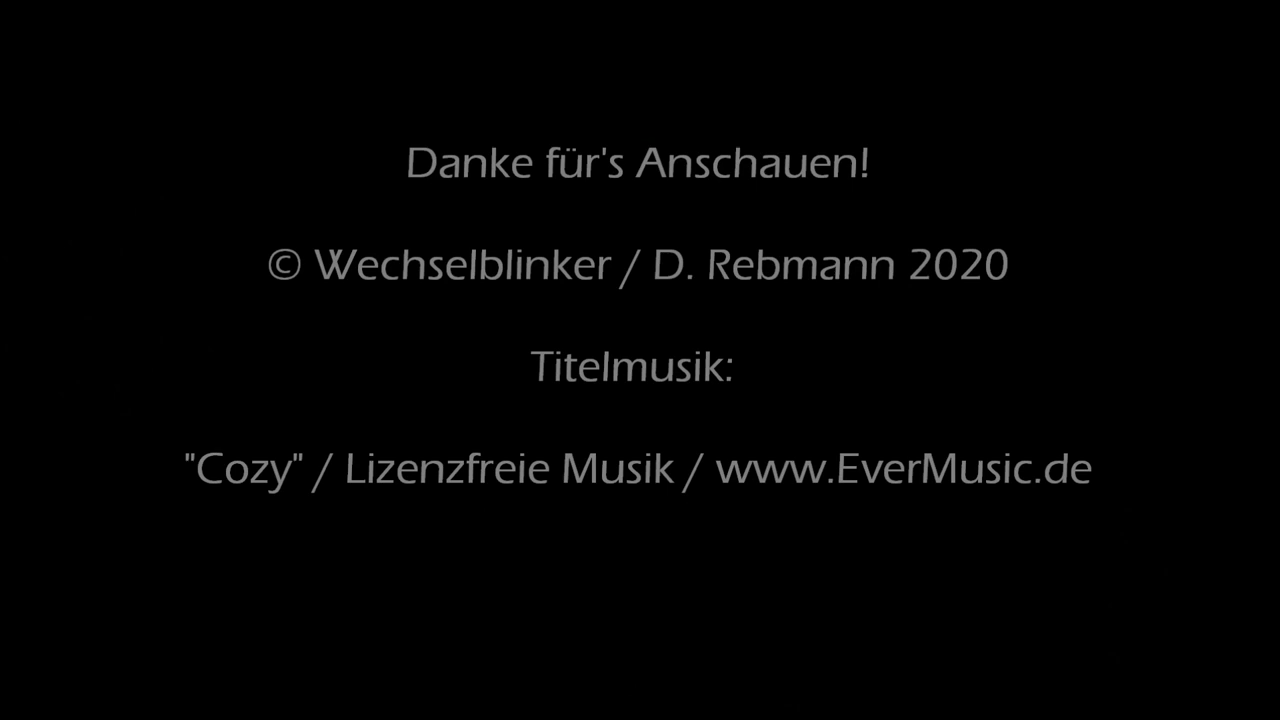 Danke für's Anschauen!
© Wechselblinker / D. Rebmann 2020
Titelmusik:
"Cozy" / Lizenzfreie Musik / www.EverMusic.de